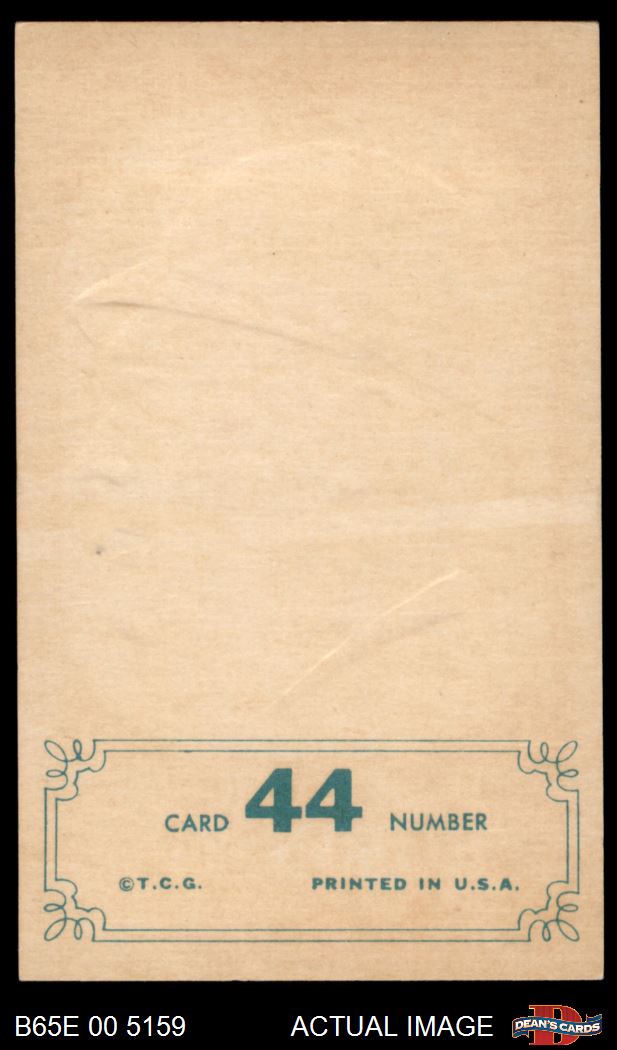 CARD 44 NUMBER
©T.C.G. PRINTED IN U.S.A.
B65E 00 5159 ACTUAL IMAGE D DEAN'S CARDS